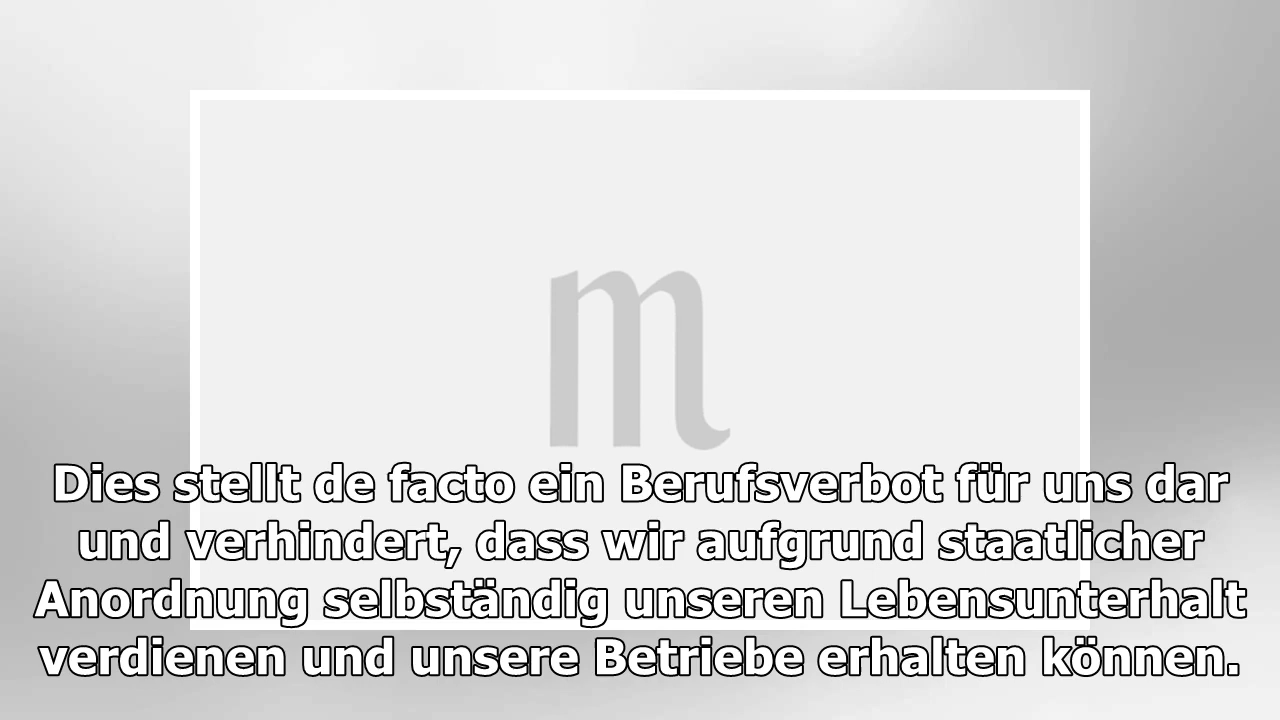 m
Dies stellt de facto ein Berufsverbot für uns dar
und verhindert, dass wir aufgrund staatlicher
Anordnung selbständig unseren Lebensunterhalt
verdienen und unsere Betriebe erhalten können.